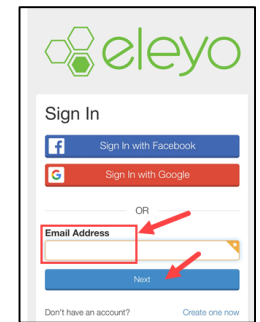 eleyo
Sign In
Sign In with Facebook
Sign In with Google
OR
Email Address
Next
Don't have an account? Create one now